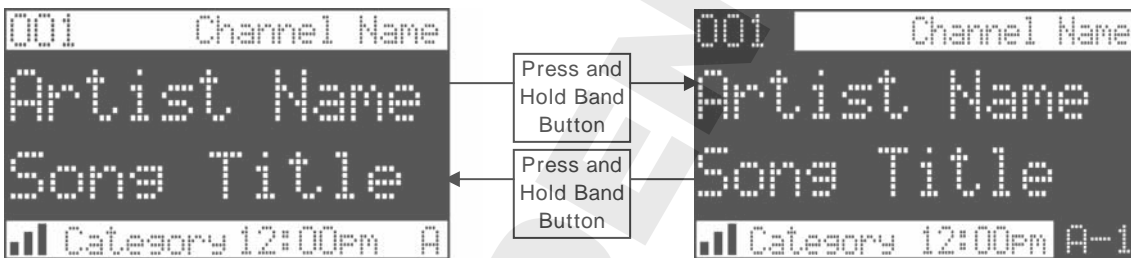 001 Channel Name
Artist Name
Song Title
Category 12:00pm A
Press and
Hold Band
Button
Press and
Hold Band
Button
001 Channel Name
Artist Name
Song Title
Category 12:00pm A-1